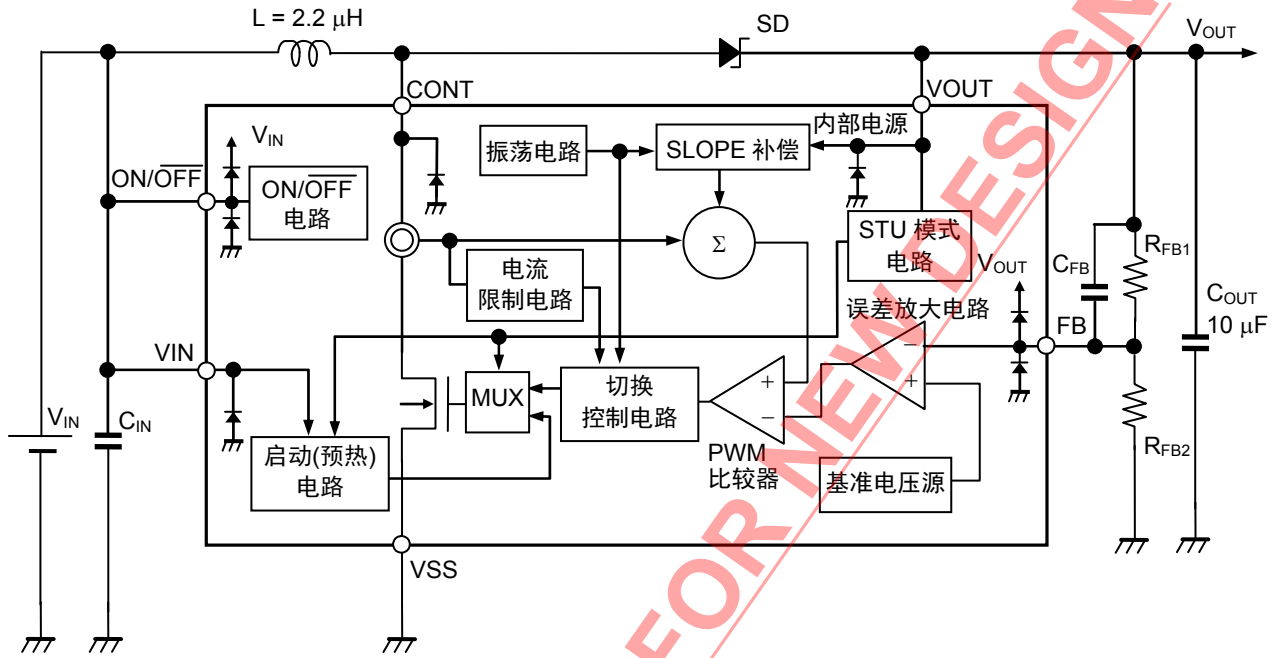 L = 2.2 μH
SD
VOUT
CONT
VOUT
VIN
振荡电路
SLOPE 补偿
内部电源
ON/OFF
ON/OFF
电路
Σ
STU 模式
电路
电流
限制电路
VOUT
CFB
RFB1
COUT
10 μF
误差放大电路
FB
VIN
MUX
切换
控制电路
+
−
−
+
VIN
CIN
启动(预热)
电路
PWM
比较器
基准电压源
RFB2
VSS
FOR NEW DESIGN